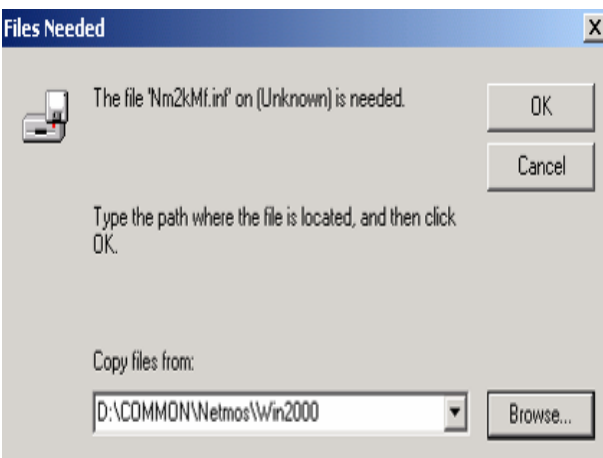 Files Needed
The file 'Nm2kMf.inf' on (Unknown) is needed.
OK
Cancel
Type the path where the file is located, and then click
OK.
Copy files from:
D:\COMMON\Netmos\Win2000
Browse...